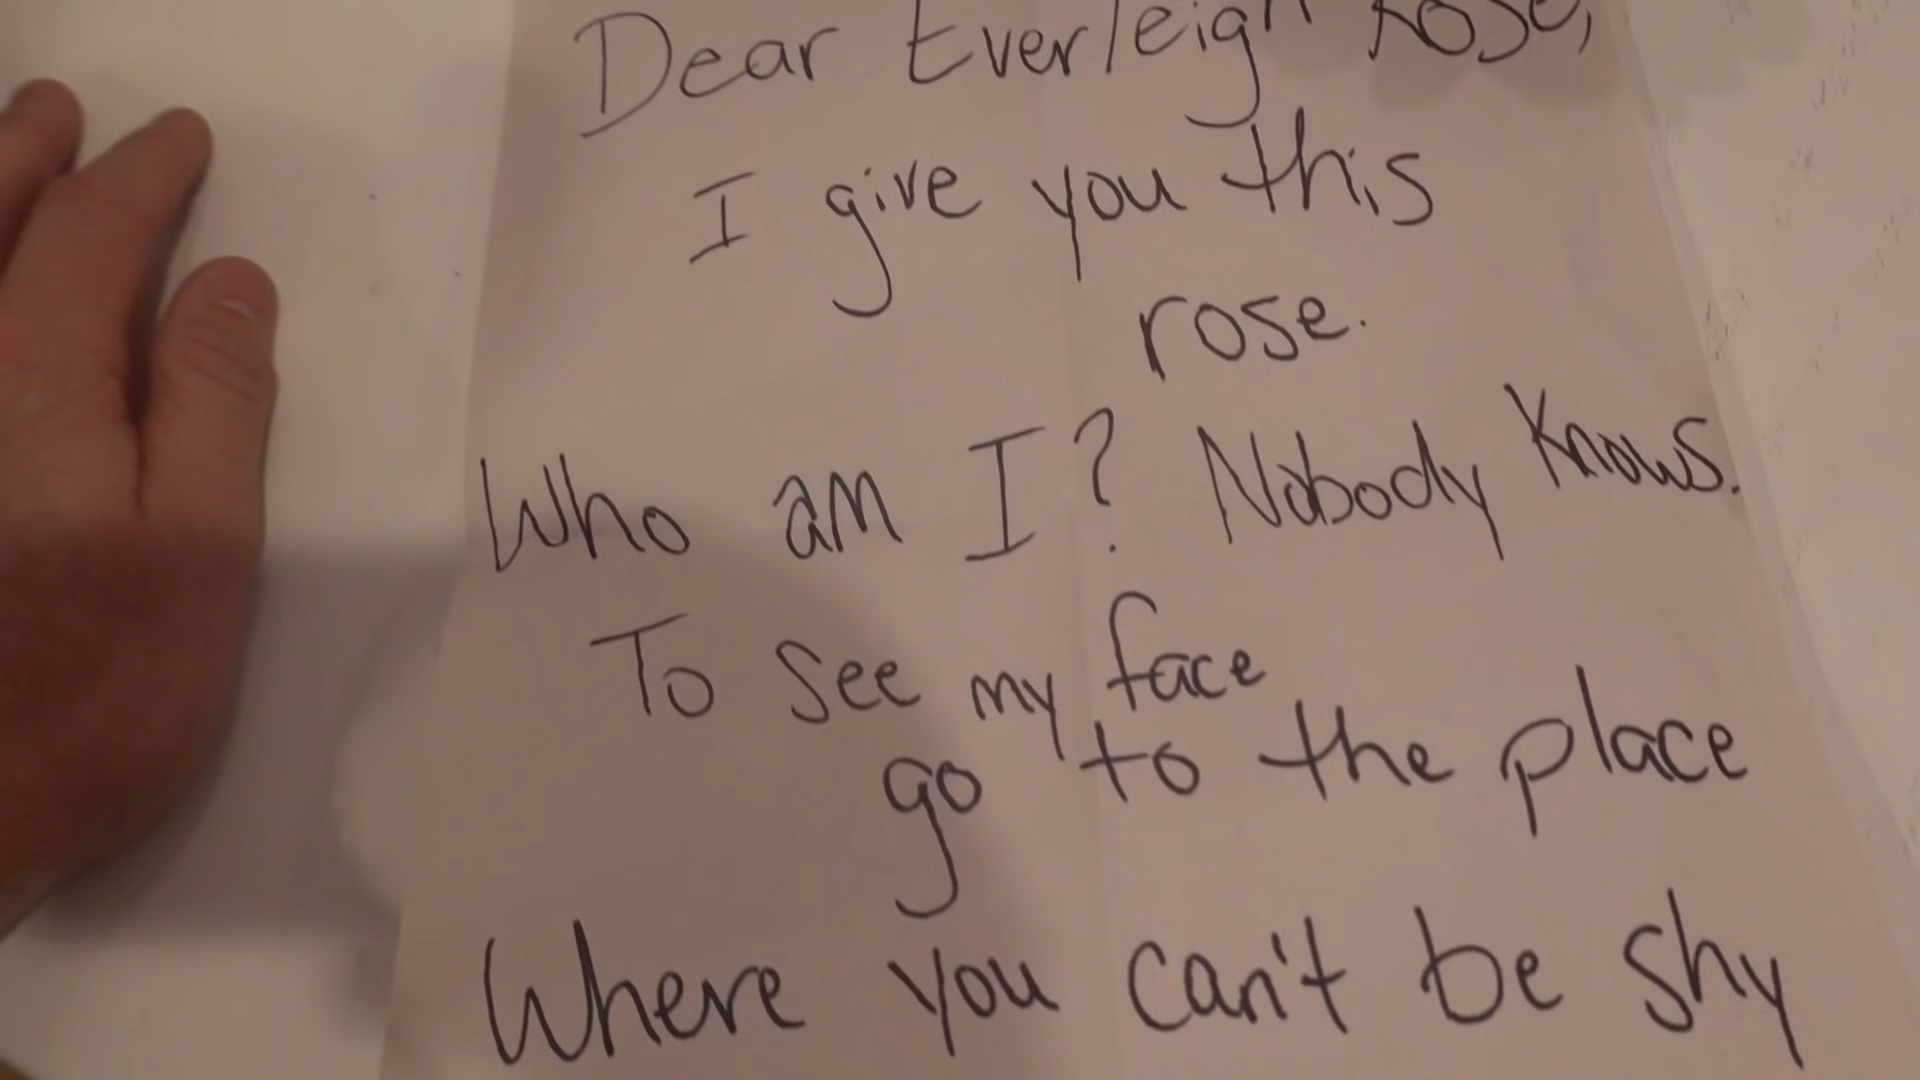 Dear Everleigh Rose,
I give you this
rose.
Who am I? Nobody Knows.
To See my face
go to the place
Where you can't be shy